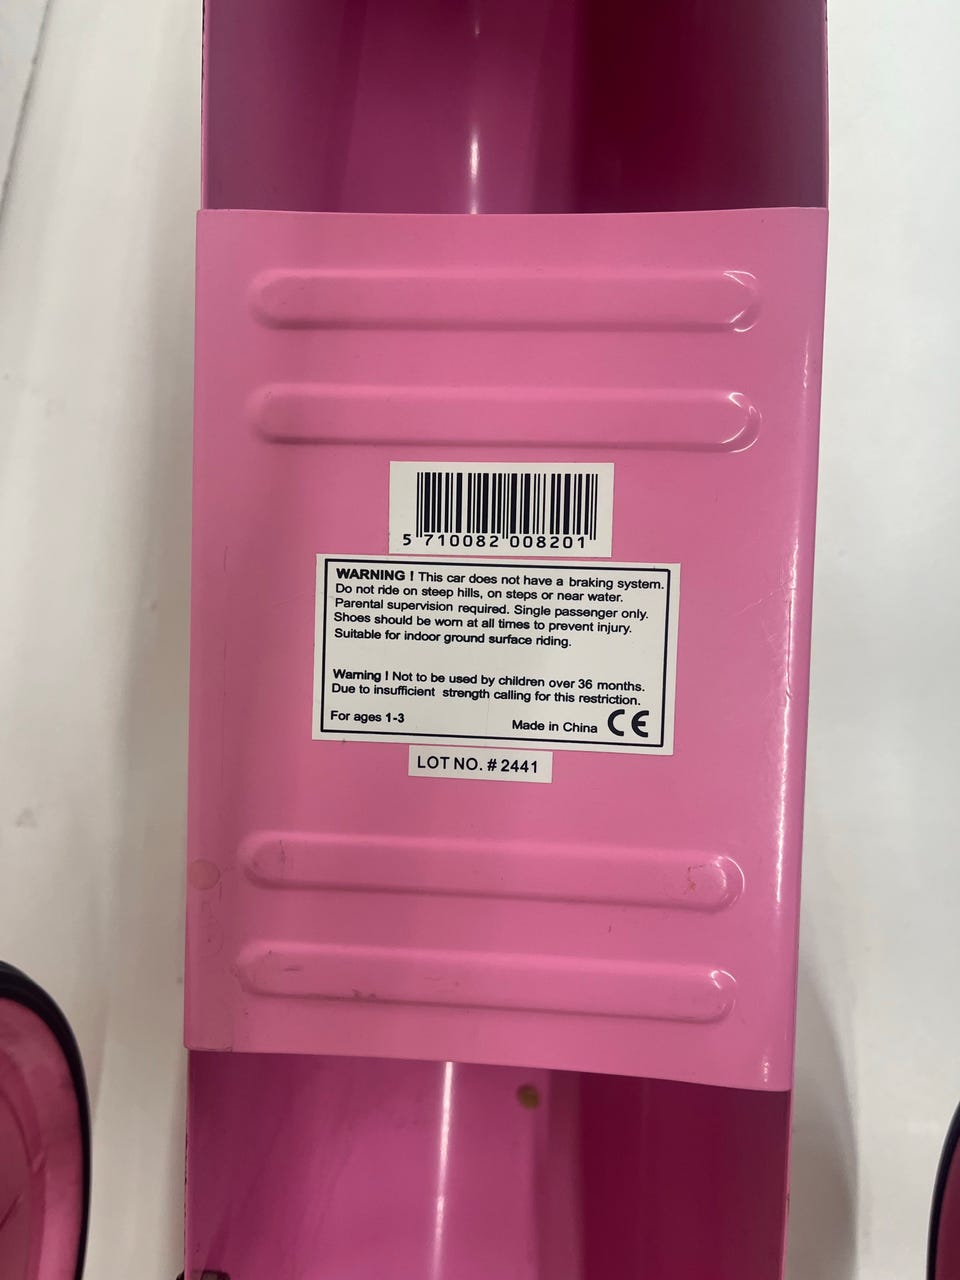 5 710082 008201
WARNING ! This car does not have a braking system.
Do not ride on steep hills, on steps or near water.
Parental supervision required. Single passenger only.
Shoes should be worn at all times to prevent injury.
Suitable for indoor ground surface riding.
Warning ! Not to be used by children over 36 months.
Due to insufficient strength calling for this restriction.
For ages 1-3 Made in China CE
LOT NO. # 2441